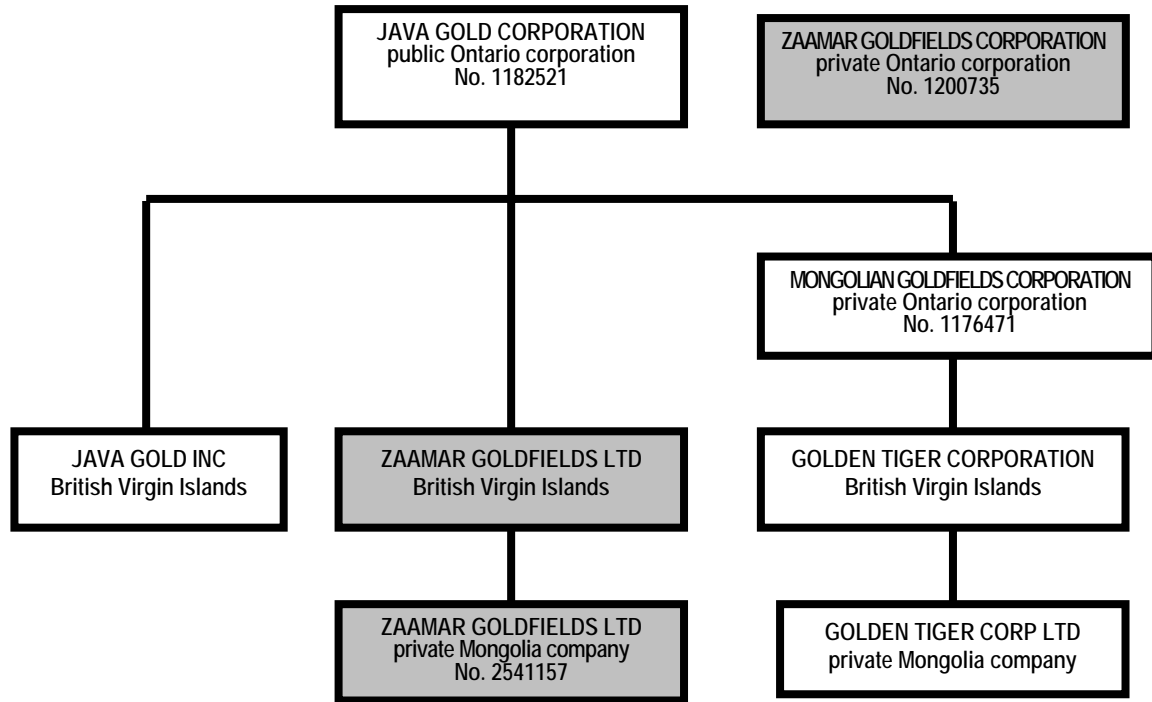 JAVA GOLD CORPORATION
public Ontario corporation
No. 1182521
ZAAMAR GOLDFIELDS CORPORATION
private Ontario corporation
No. 1200735
MONGOLIAN GOLDFIELDS CORPORATION
private Ontario corporation
No. 1176471
JAVA GOLD INC
British Virgin Islands
ZAAMAR GOLDFIELDS LTD
British Virgin Islands
GOLDEN TIGER CORPORATION
British Virgin Islands
ZAAMAR GOLDFIELDS LTD
private Mongolia company
No. 2541157
GOLDEN TIGER CORP LTD
private Mongolia company